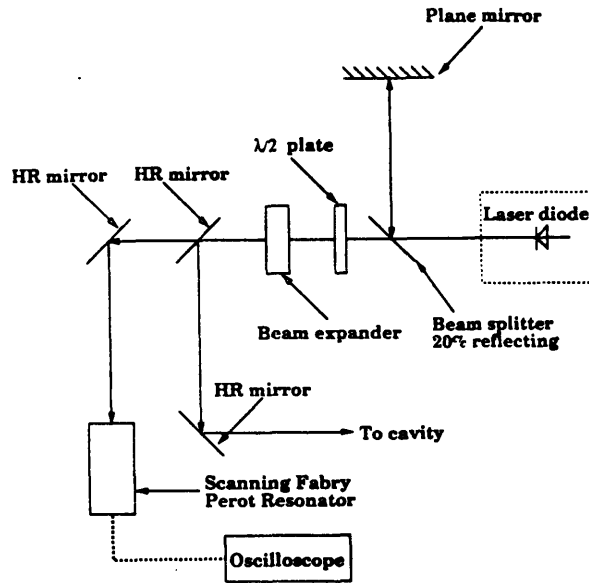 Plane mirror
λ/2 plate
HR mirror
HR mirror
Laser diode
Beam expander
Beam splitter
20% reflecting
HR mirror
To cavity
Scanning Fabry
Perot Resonator
Oscilloscope